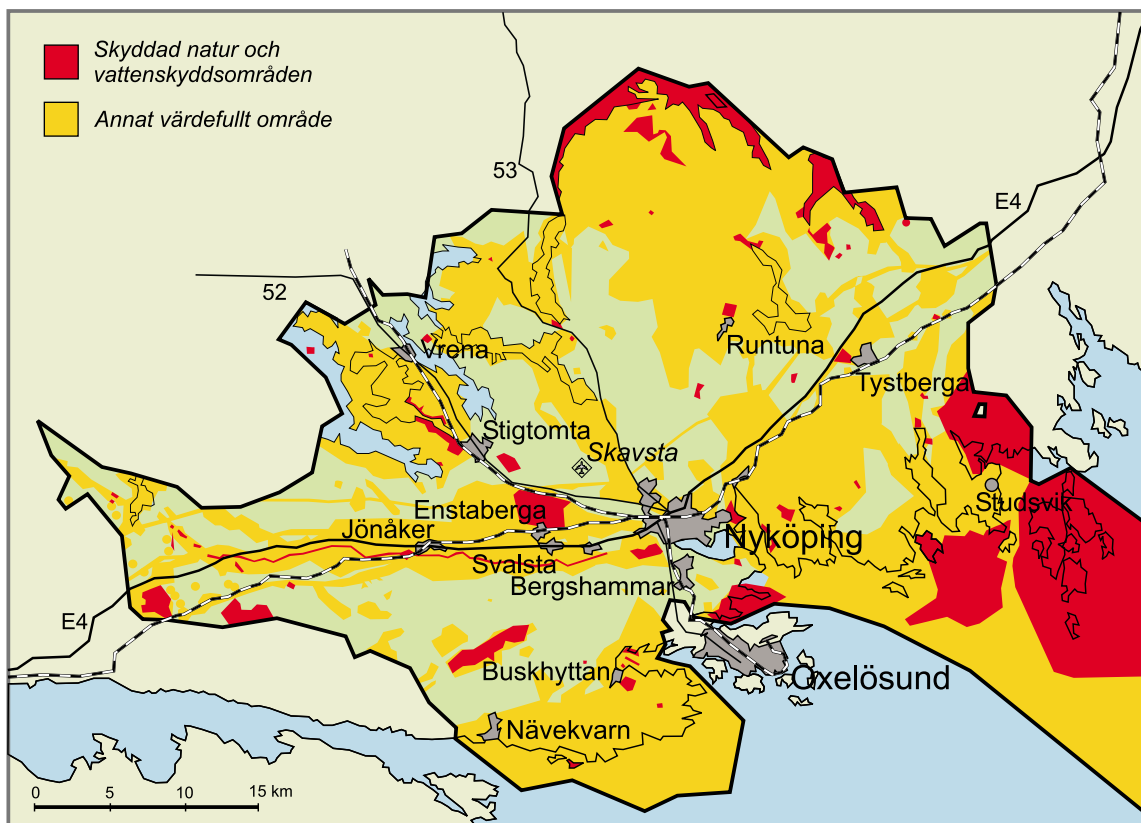 Skyddad natur och
vattenskyddsområden
Annat värdefullt område
53
E4
52
Vrena
Runtuna
Tystberga
Stigtomta
Skavsta
Studsvik
Enstaberga
Jönåker
Nyköping
Svalsta
Bergshammar
E4
Buskhyttan
Oxelösund
Nävekvarn
0 5 10 15 km